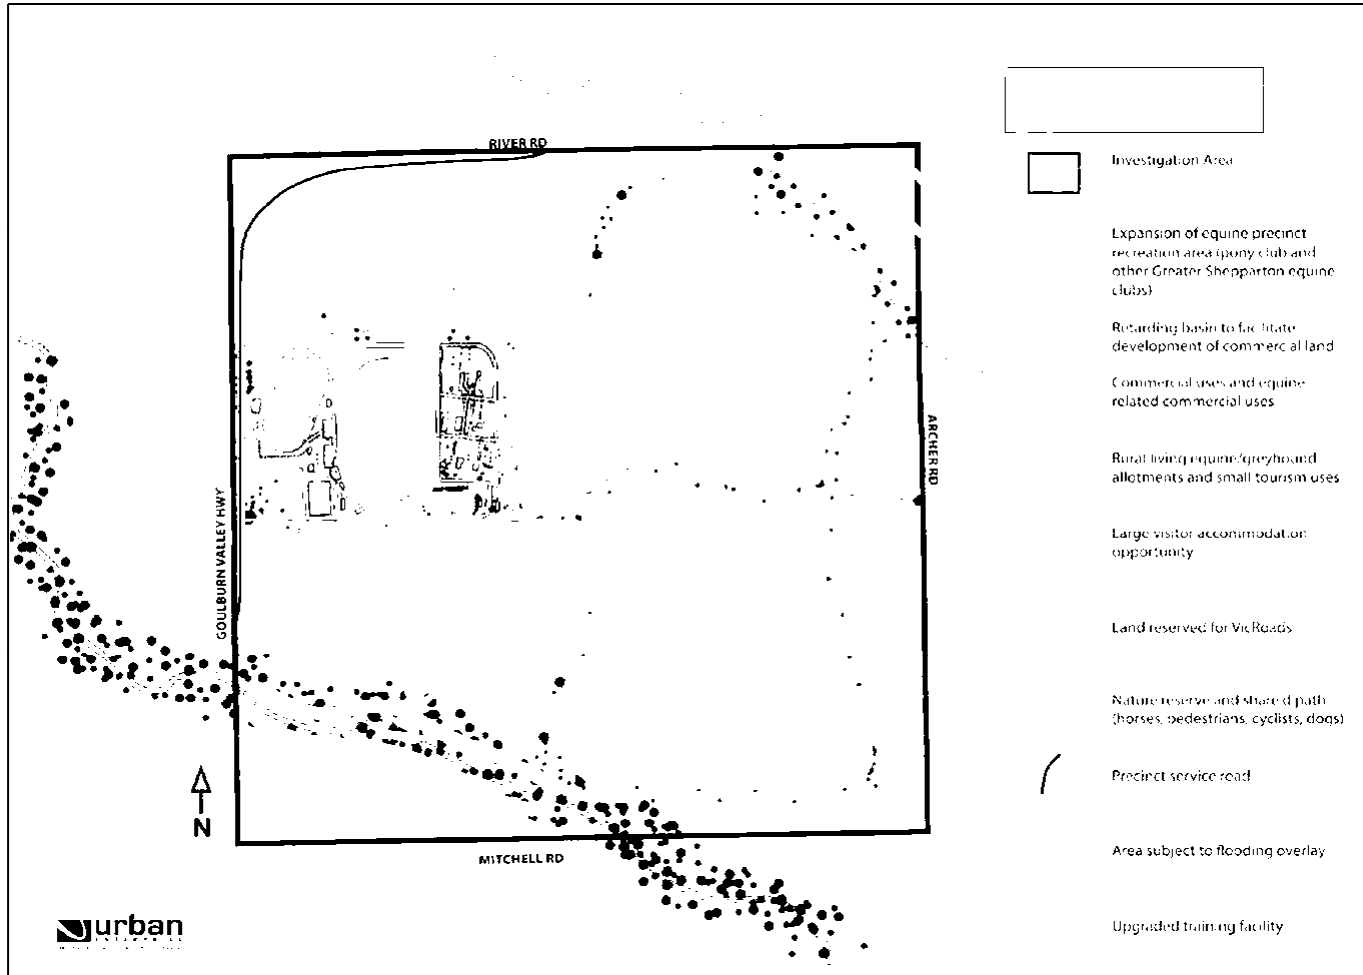 RIVER RD
Investigation Area
Expansion of equine precinct
recreation area (pony club and
other Greater Shepparton equine
clubs)
Retarding basin to facilitate
development of commercial land
Commercial uses and equine
related commercial uses
ARCHER RD
Rural living equine/greyhound
allotments and small tourism uses
GOULBURN VALLEY HWY
Large visitor accommodation
opportunity
Land reserved for VicRoads
Nature reserve and shared path
(horses, pedestrians, cyclists, dogs)
Precinct service road
N
MITCHELL RD
Area subject to flooding overlay
urban
Upgraded training facility